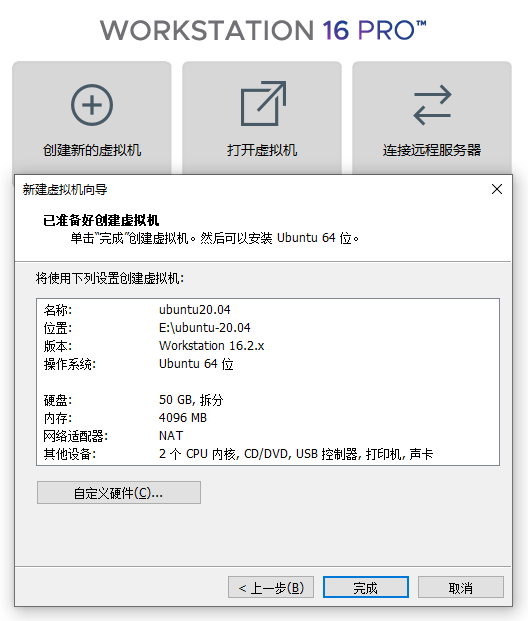 WORKSTATION 16 PRO™
创建新的虚拟机
打开虚拟机
连接远程服务器
新建虚拟机向导
已准备好创建虚拟机
单击“完成”创建虚拟机。然后可以安装 Ubuntu 64 位。
将使用下列设置创建虚拟机:
名称: ubuntu20.04
位置: E:\ubuntu-20.04
版本: Workstation 16.2.x
操作系统: Ubuntu 64 位
硬盘: 50 GB, 拆分
内存: 4096 MB
网络适配器: NAT
其他设备: 2 个 CPU 内核, CD/DVD, USB 控制器, 打印机, 声卡
自定义硬件(C)...
< 上一步(B) 完成 取消